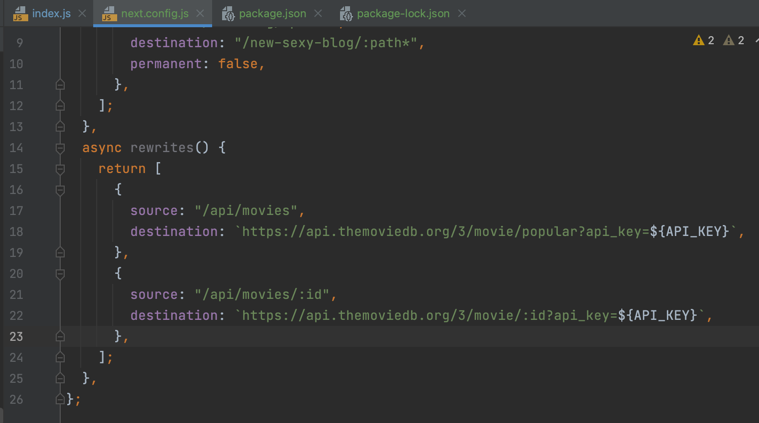 index.js
next.config.js
package.json
package-lock.json
2 2
9 destination: "/new-sexy-blog/:path*",
10 permanent: false,
11 },
12 ];
13 },
14 async rewrites() {
15 return [
16 {
17 source: "/api/movies",
18 destination: `https://api.themoviedb.org/3/movie/popular?api_key=${API_KEY}`,
19 },
20 {
21 source: "/api/movies/:id",
22 destination: `https://api.themoviedb.org/3/movie/:id?api_key=${API_KEY}`,
23 },
24 ];
25 },
26 };